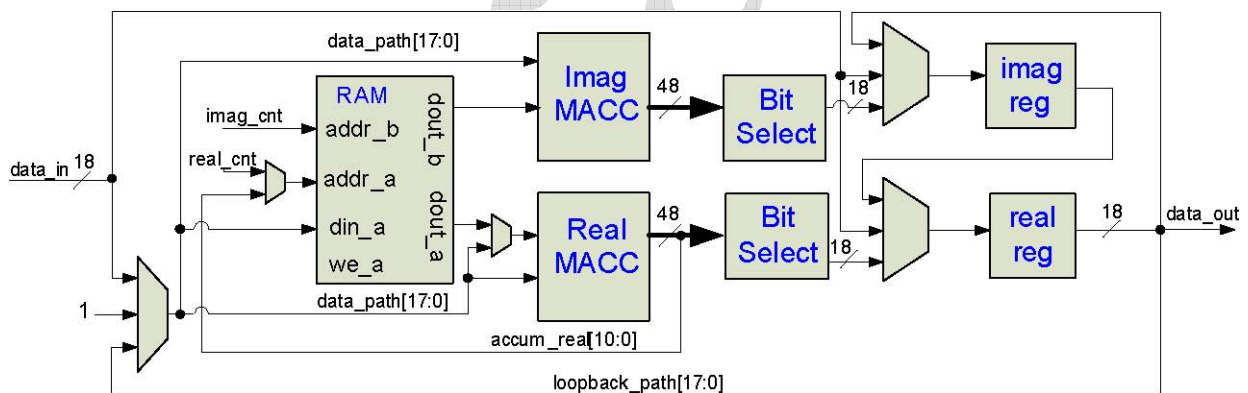 data_path[17:0]
Imag
MACC
48
Bit
Select
18
imag
reg
RAM
dout_b
imag_cnt
addr_b
real_cnt
data_in
18
addr_a
dout_a
din_a
we_a
Real
MACC
48
Bit
Select
18
real
reg
18
data_out
1
data_path[17:0]
accum_real[10:0]
loopback_path[17:0]